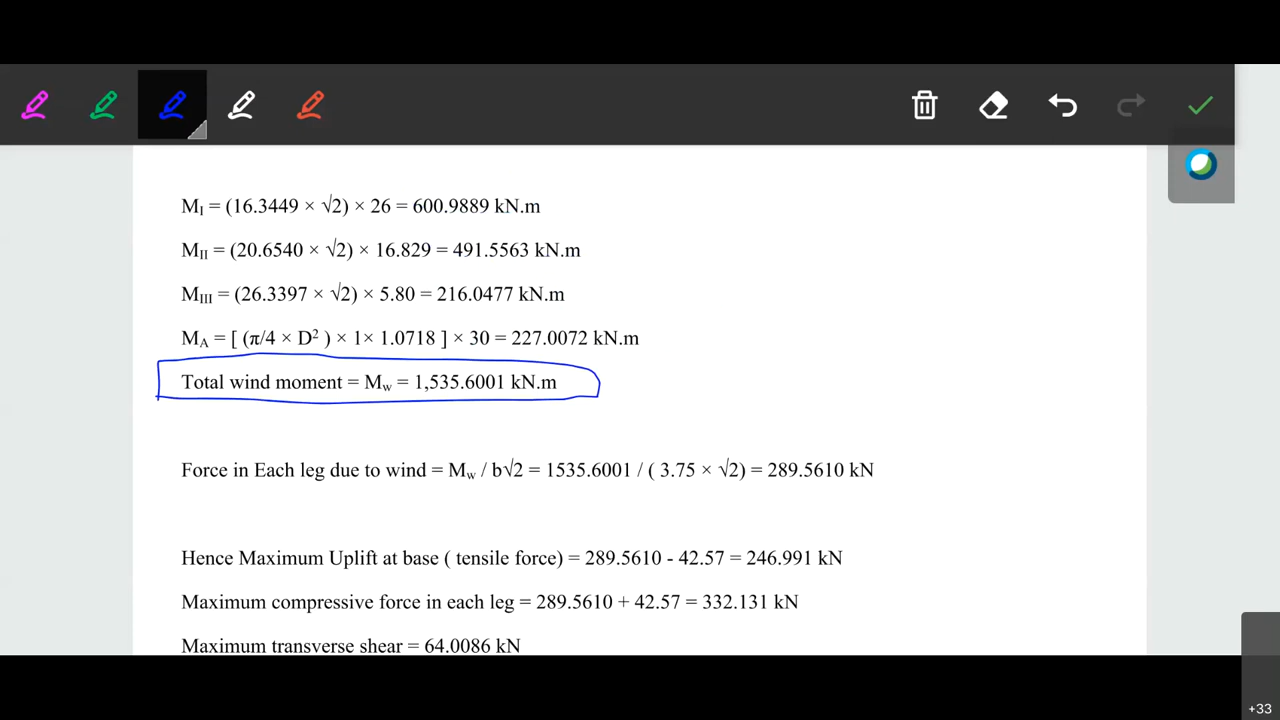 M_I = (16.3449 × √2) × 26 = 600.9889 kN.m
M_II = (20.6540 × √2) × 16.829 = 491.5563 kN.m
M_III = (26.3397 × √2) × 5.80 = 216.0477 kN.m
M_A = [ (π/4 × D² ) × 1× 1.0718 ] × 30 = 227.0072 kN.m
Total wind moment = M_w = 1,535.6001 kN.m
Force in Each leg due to wind = M_w / b√2 = 1535.6001 / ( 3.75 × √2) = 289.5610 kN
Hence Maximum Uplift at base ( tensile force) = 289.5610 - 42.57 = 246.991 kN
Maximum compressive force in each leg = 289.5610 + 42.57 = 332.131 kN
Maximum transverse shear = 64.0086 kN
+33